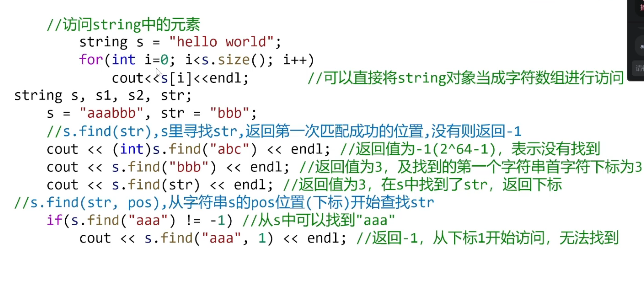 //访问string中的元素
string s = "hello world";
for(int i=0; i<s.size(); i++)
cout<<s[i]<<endl; //可以直接将string对象当成字符数组进行访问
string s, s1, s2, str;
s = "aaabbb", str = "bbb";
//s.find(str),s里寻找str,返回第一次匹配成功的位置,没有则返回-1
cout << (int)s.find("abc") << endl; //返回值为-1(2^64-1), 表示没有找到
cout << s.find("bbb") << endl; //返回值为3, 及找到的第一个字符串首字符下标为3
cout << s.find(str) << endl; //返回值为3, 在s中找到了str, 返回下标
//s.find(str, pos),从字符串s的pos位置(下标)开始查找str
if(s.find("aaa") != -1) //从s中可以找到"aaa"
cout << s.find("aaa", 1) << endl; //返回-1, 从下标1开始访问, 无法找到